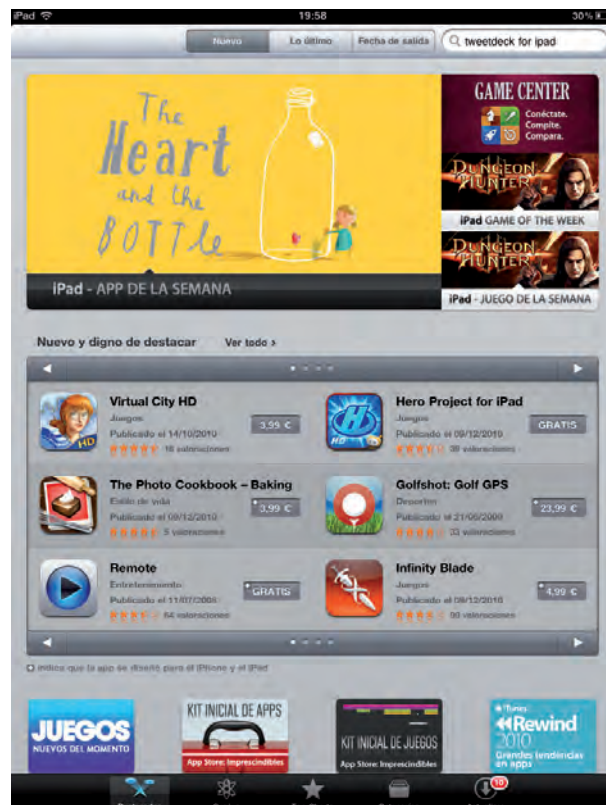 iPad 19:58 30%
Nuevo Lo último Fecha de salida tweetdeck for ipad
The
Heart
and the
BOTTLe
iPad - APP DE LA SEMANA
GAME CENTER
Conéctate.
Compite.
Compara.
DUNGEON
HUNTER
iPad GAME OF THE WEEK
DUNGEON
HUNTER
iPad - JUEGO DE LA SEMANA
Nuevo y digno de destacar Ver todo >
Virtual City HD
Juegos
Publicado el 14/10/2010
16 valoraciones
3,99 €
HD
Hero Project for iPad
Juegos
Publicado el 09/12/2010
39 valoraciones
GRATIS
HD
The Photo Cookbook – Baking
Estilo de vida
Publicado el 09/12/2010
5 valoraciones
3,99 €
Golfshot: Golf GPS
Deportes
Publicado el
33 valoraciones
23,99 €
Remote
Entretenimiento
Publicado el
64 valoraciones
GRATIS
Infinity Blade
Juegos
Publicado el 09/12/2010
valoraciones
4,99 €
indica que la app se diseñó para el iPhone y el iPad
JUEGOS
NUEVOS DEL MOMENTO
KIT INICIAL DE APPS
App Store: Imprescindibles
KIT INICIAL DE JUEGOS
App Store: Imprescindibles
iTunes
Rewind
2010
Grandes tendencias
en apps
10